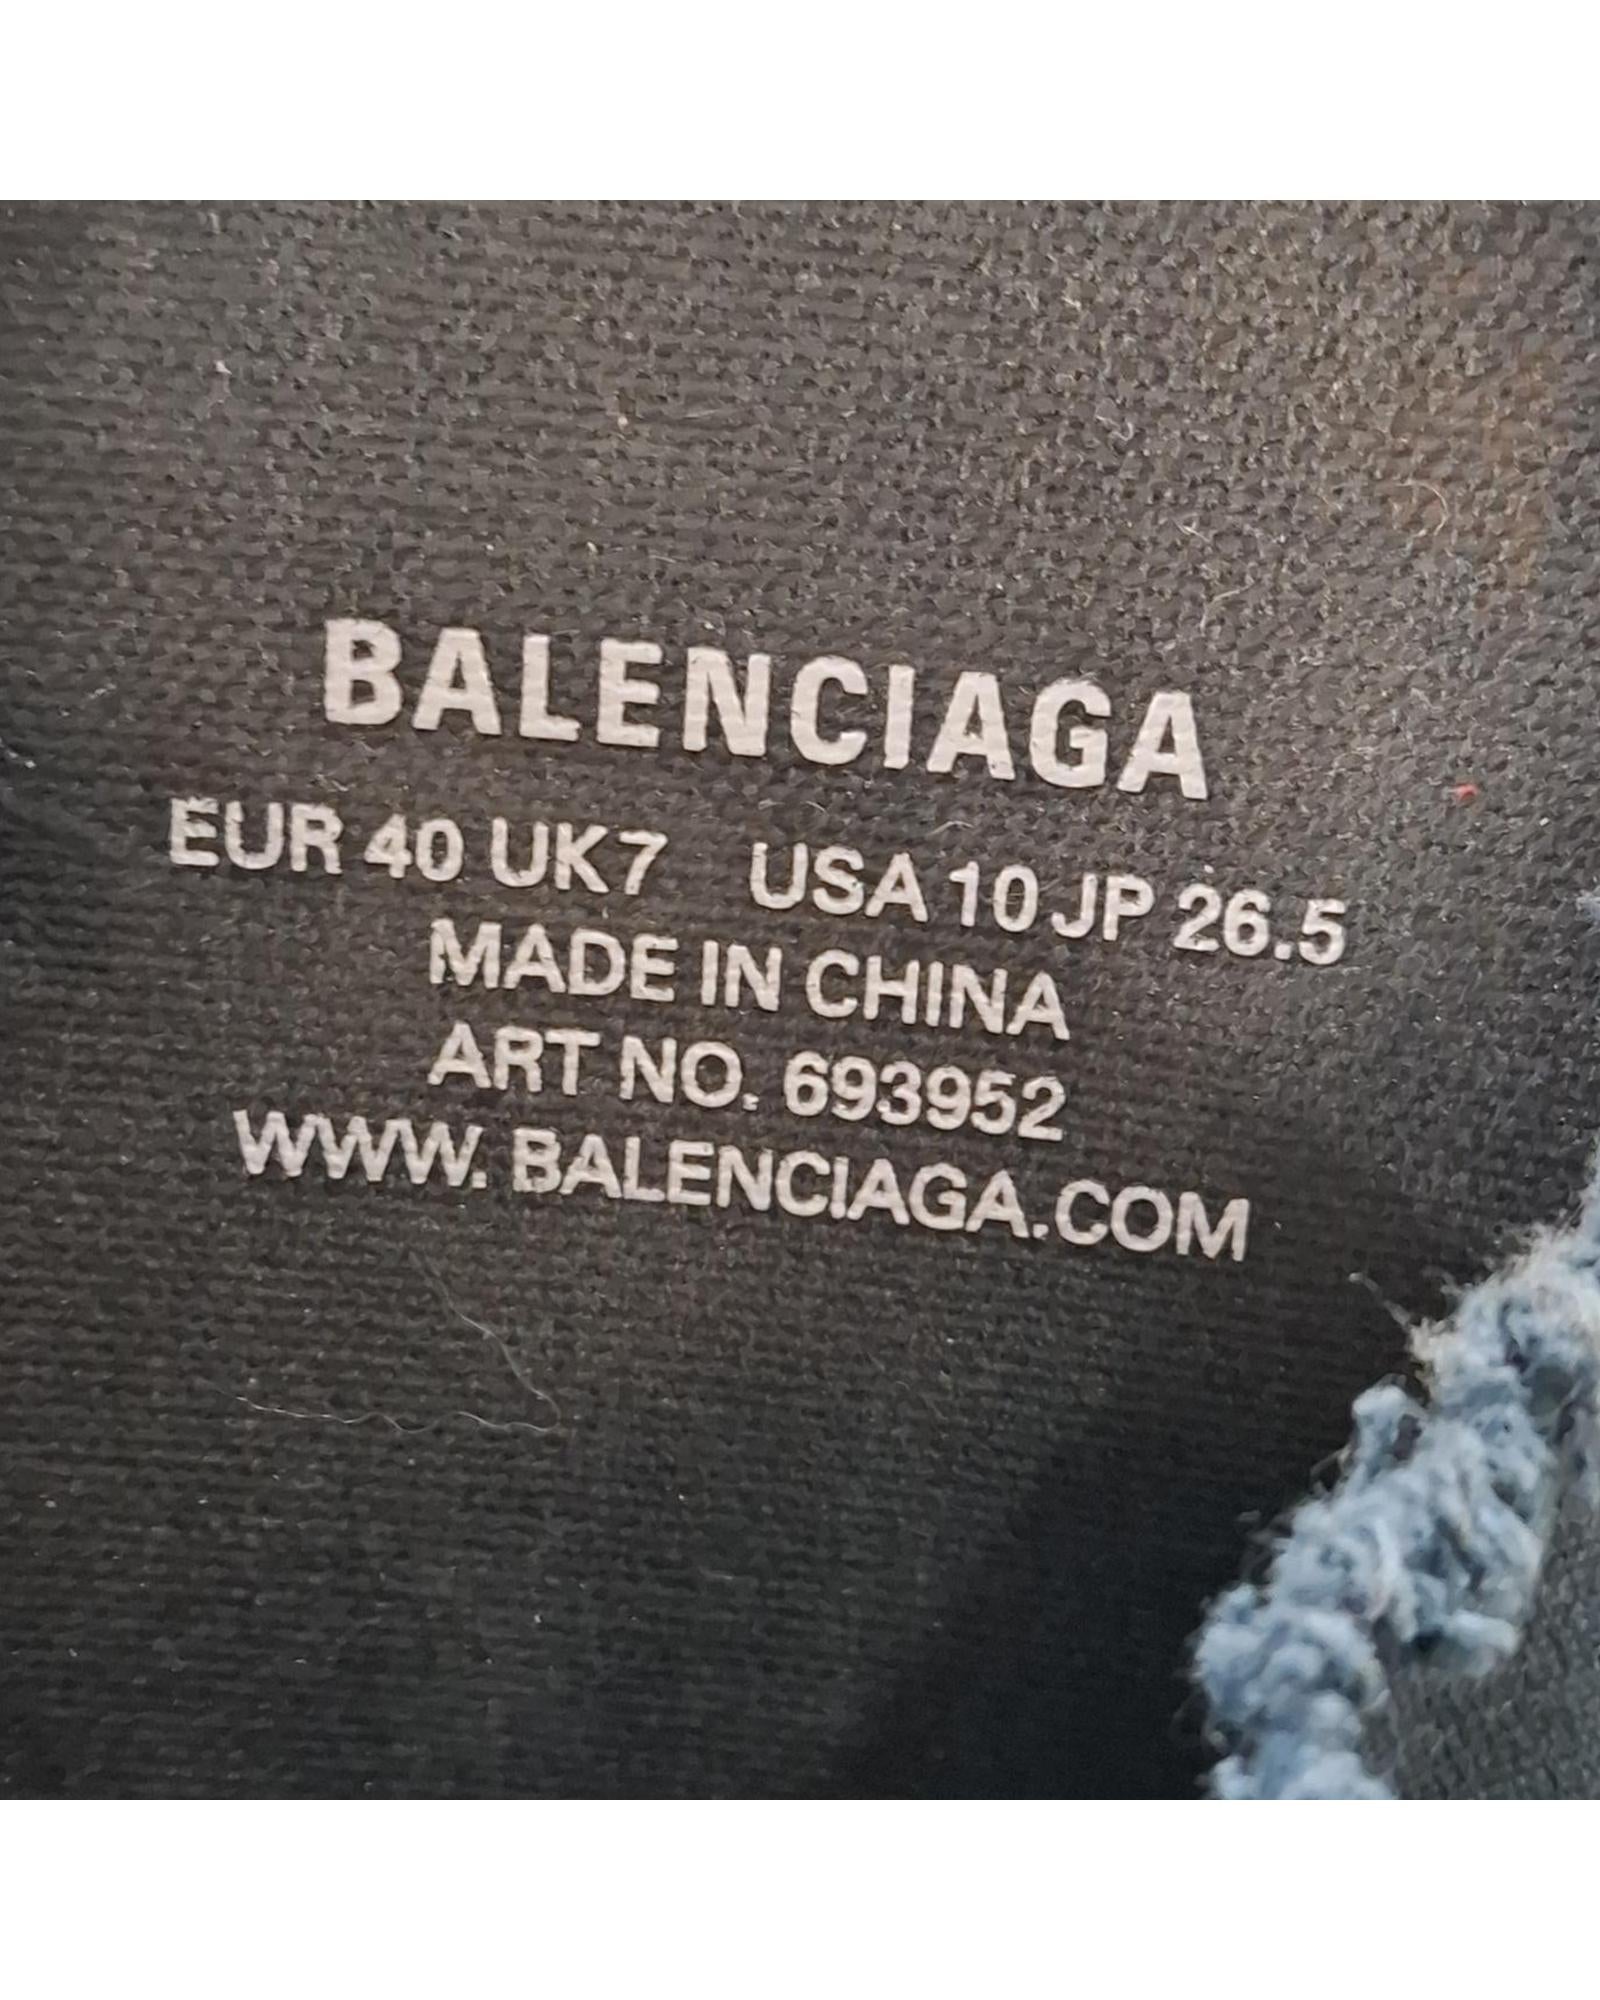 BALENCIAGA
EUR 40 UK7 USA 10 JP 26.5
MADE IN CHINA
ART NO. 693952
WWW. BALENCIAGA.COM